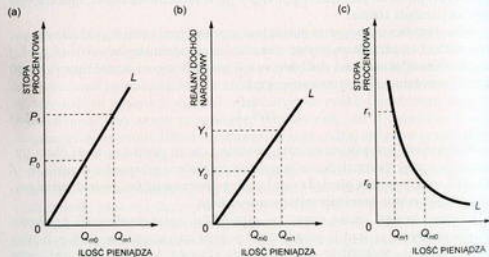 (a)
STOPA
PROCENTOWA
L
P₁
P₀
0
Qm0
Qm1
ILOŚĆ PIENIĄDZA
(b)
REALNY DOCHÓD
NARODOWY
L
Y₁
Y₀
0
Qm0
Qm1
ILOŚĆ PIENIĄDZA
(c)
STOPA
PROCENTOWA
r₁
r₀
L
0
Qm1
Qm0
ILOŚĆ PIENIĄDZA